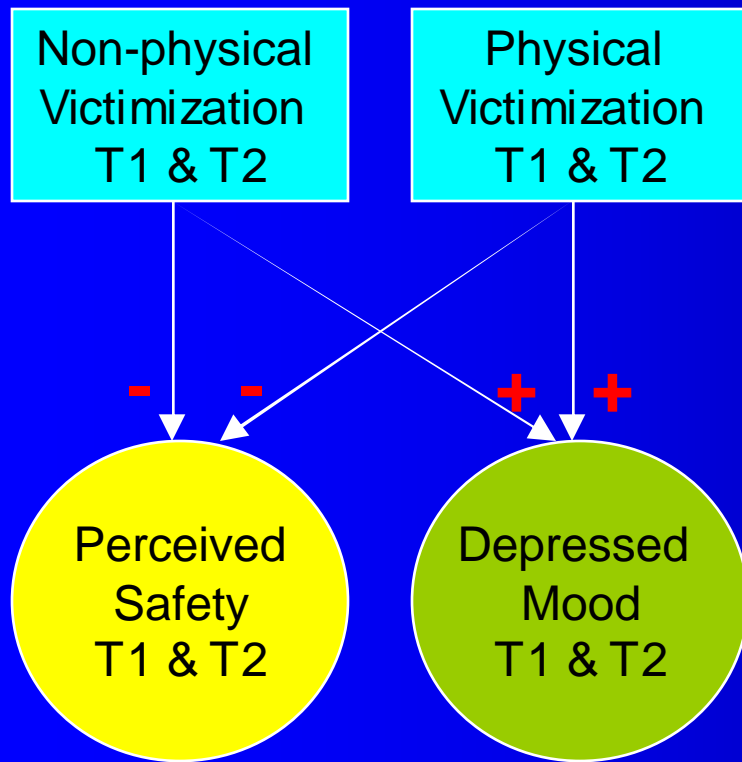 Non-physical
Victimization
T1 & T2
Physical
Victimization
T1 & T2
- - + +
Perceived
Safety
T1 & T2
Depressed
Mood
T1 & T2